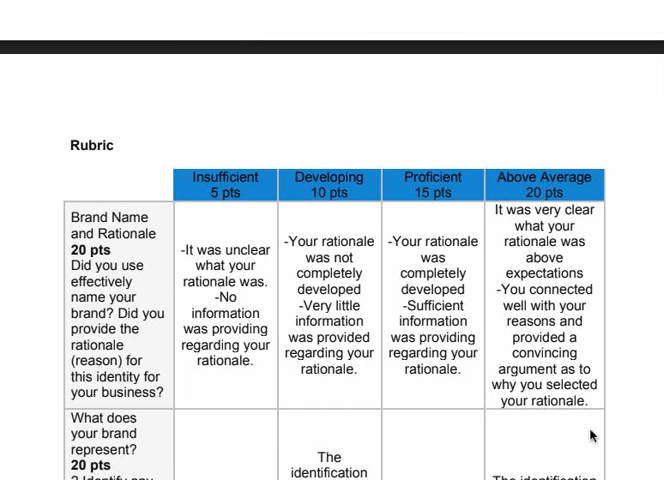 Rubric
Insufficient
5 pts
Developing
10 pts
Proficient
15 pts
Above Average
20 pts
Brand Name
and Rationale
20 pts
Did you use
effectively
name your
brand? Did you
provide the
rationale
(reason) for
this identity for
your business?
-It was unclear
what your
rationale was.
-No
information
was providing
regarding your
rationale.
-Your rationale
was not
completely
developed
-Very little
information
was provided
regarding your
rationale.
-Your rationale
was
completely
developed
-Sufficient
information
was providing
regarding your
rationale.
It was very clear
what your
rationale was
above
expectations
-You connected
well with your
reasons and
provided a
convincing
argument as to
why you selected
your rationale.
What does
your brand
represent?
20 pts
2 Identify any
The
identification
The identification